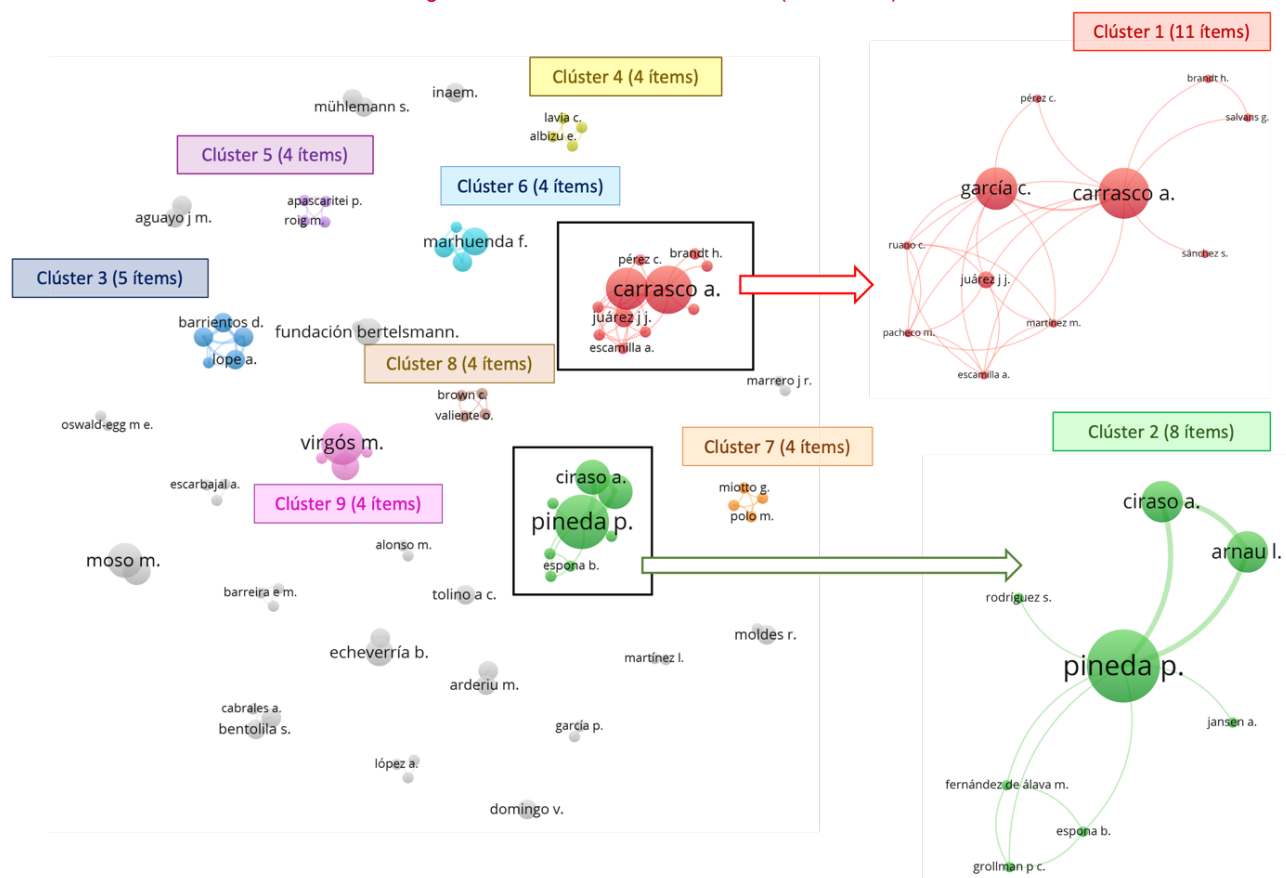 Clúster 1 (11 ítems)
Clúster 4 (4 ítems)
inaem.
mühlemann s.
lavía c.
albizu e.
Clúster 5 (4 ítems)
Clúster 6 (4 ítems)
apascaritei p.
roig m.
aguayo j m.
marhuenda f.
Clúster 3 (5 ítems)
pérez c.
brandt h.
carrasco a.
juárez j j.
escamilla a.
barrientos d.
lope a.
fundación bertelsmann.
Clúster 8 (4 ítems)
brown c.
valiente o.
marrero j r.
oswald-egg m e.
virgós m.
Clúster 7 (4 ítems)
escarbajal a.
Clúster 9 (4 ítems)
ciraso a.
pineda p.
espona b.
miotto g.
polo m.
moso m.
alonso m.
barreira e m.
tolino a c.
echeverría b.
arderiu m.
martínez l.
moldes r.
cabrales a.
bentolila s.
garcía p.
lópez a.
domingo v.
brandt h.
pérez c.
salvans g.
garcía c.
carrasco a.
ruano c.
sánchez s.
juárez j j.
pacheco m.
martínez m.
escamilla a.
Clúster 2 (8 ítems)
ciraso a.
arnau l.
rodríguez s.
pineda p.
jansen a.
fernández de álava m.
espona b.
grollman p c.